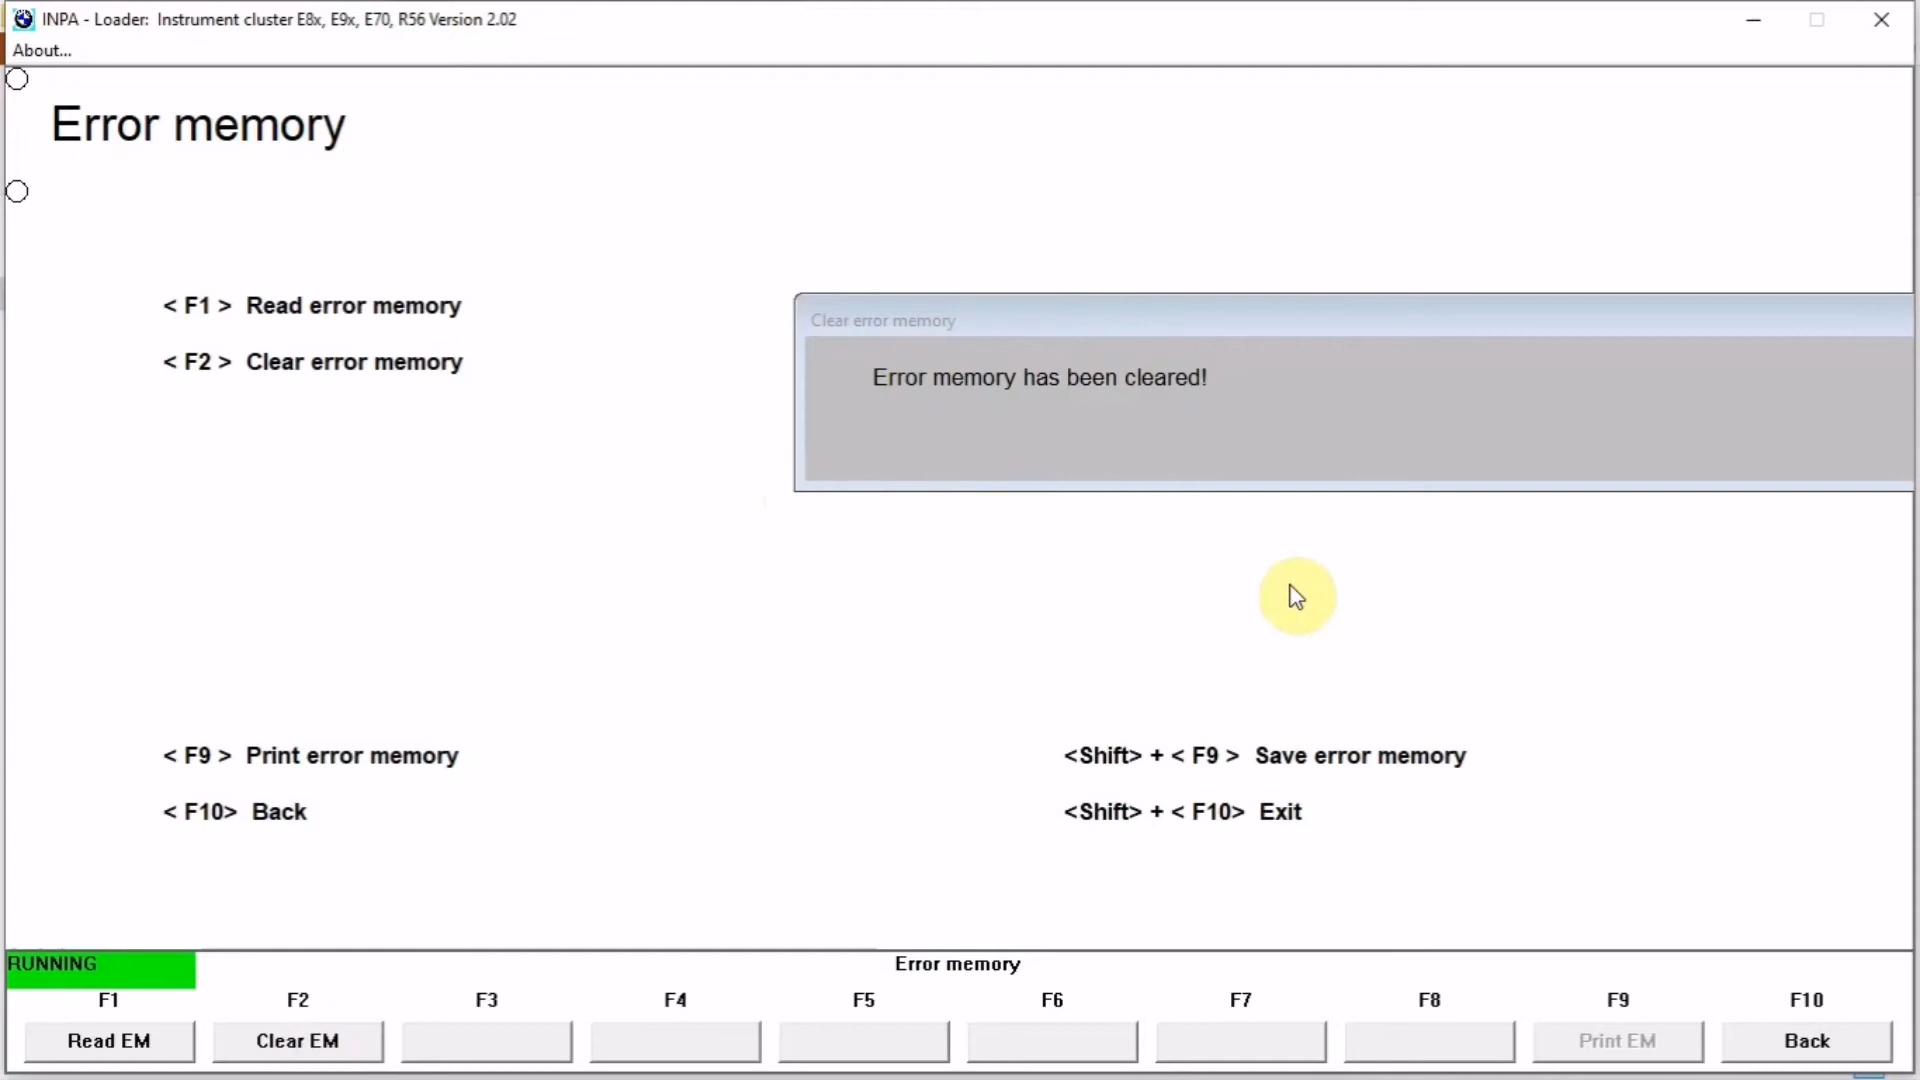 INPA - Loader:  Instrument cluster E8x, E9x, E70, R56 Version 2.02
About...
Error memory
< F1 >  Read error memory
Clear error memory
< F2 >  Clear error memory
Error memory has been cleared!
< F9 >  Print error memory
<Shift> + < F9 >  Save error memory
< F10>  Back
<Shift> + < F10>  Exit
RUNNING
Error memory
F1 F2 F3 F4 F5 F6 F7 F8 F9 F10
Read EM Clear EM Print EM Back